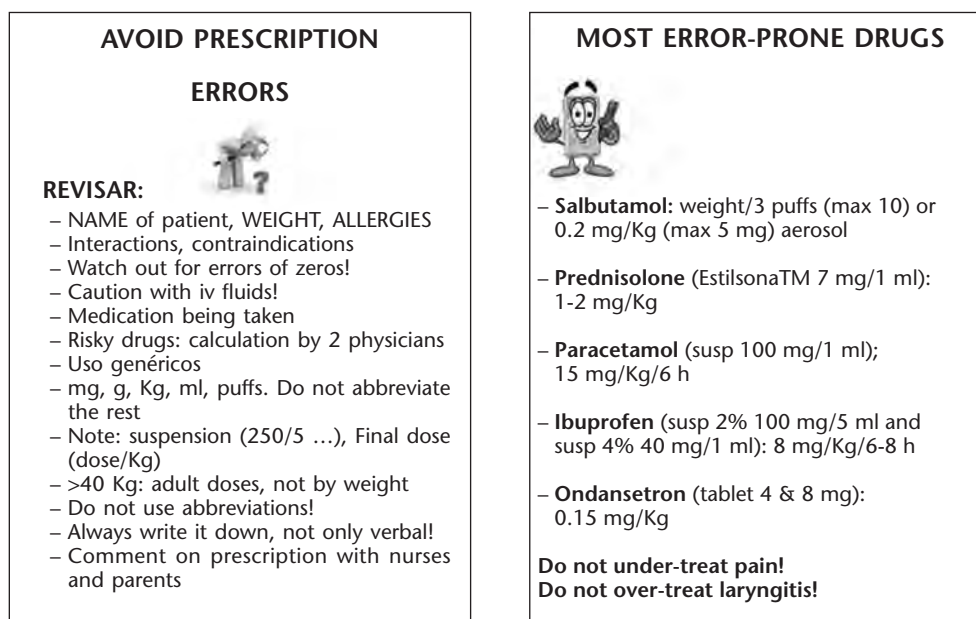 AVOID PRESCRIPTION
ERRORS
?
REVISAR:
– NAME of patient, WEIGHT, ALLERGIES
– Interactions, contraindications
– Watch out for errors of zeros!
– Caution with iv fluids!
– Medication being taken
– Risky drugs: calculation by 2 physicians
– Uso genéricos
– mg, g, Kg, ml, puffs. Do not abbreviate
the rest
– Note: suspension (250/5 …), Final dose
(dose/Kg)
– >40 Kg: adult doses, not by weight
– Do not use abbreviations!
– Always write it down, not only verbal!
– Comment on prescription with nurses
and parents
MOST ERROR-PRONE DRUGS
– Salbutamol: weight/3 puffs (max 10) or
0.2 mg/Kg (max 5 mg) aerosol
– Prednisolone (EstilsonaTM 7 mg/1 ml):
1-2 mg/Kg
– Paracetamol (susp 100 mg/1 ml);
15 mg/Kg/6 h
– Ibuprofen (susp 2% 100 mg/5 ml and
susp 4% 40 mg/1 ml): 8 mg/Kg/6-8 h
– Ondansetron (tablet 4 & 8 mg):
0.15 mg/Kg
Do not under-treat pain!
Do not over-treat laryngitis!